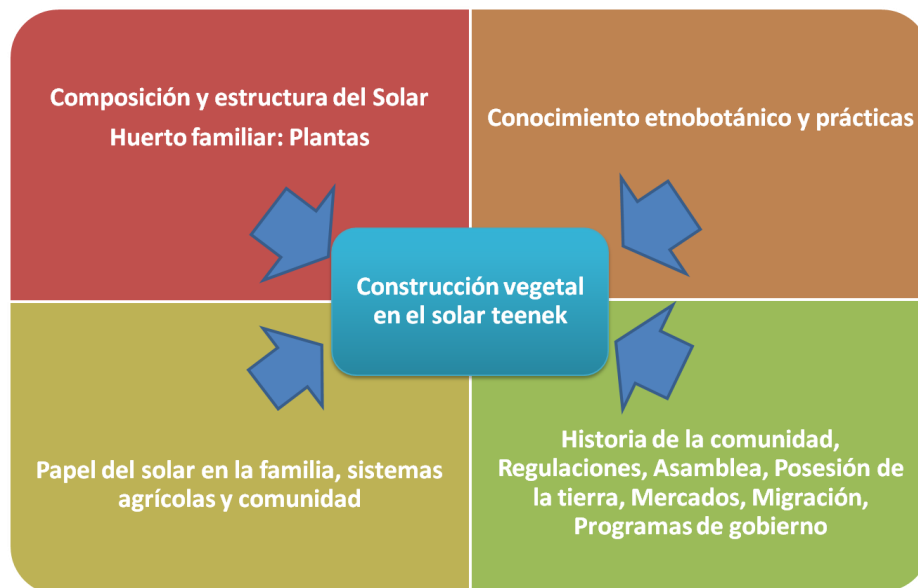 Composición y estructura del Solar
Huerto familiar: Plantas
Conocimiento etnobotánico y prácticas
Construcción vegetal
en el solar teenek
Papel del solar en la familia, sistemas
agrícolas y comunidad
Historia de la comunidad,
Regulaciones, Asamblea, Posesión de
la tierra, Mercados, Migración,
Programas de gobierno